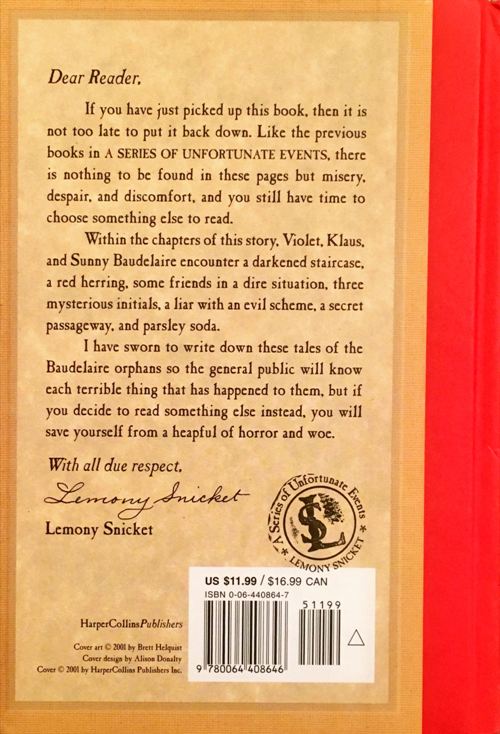 Dear Reader,
If you have just picked up this book, then it is
not too late to put it back down. Like the previous
books in A SERIES OF UNFORTUNATE EVENTS, there
is nothing to be found in these pages but misery,
despair, and discomfort, and you still have time to
choose something else to read.
Within the chapters of this story, Violet, Klaus,
and Sunny Baudelaire encounter a darkened staircase,
a red herring, some friends in a dire situation, three
mysterious initials, a liar with an evil scheme, a secret
passageway, and parsley soda.
I have sworn to write down these tales of the
Baudelaire orphans so the general public will know
each terrible thing that has happened to them, but if
you decide to read something else instead, you will
save yourself from a heapful of horror and woe.
With all due respect,
Lemony Snicket
Lemony Snicket
A Series of Unfortunate Events
LS
* LEMONY SNICKET *
US $11.99 / $16.99 CAN
ISBN 0-06-440864-7
51199
9 780064 408646
HarperCollinsPublishers
Cover art © 2001 by Brett Helquist
Cover design by Alison Donalty
Cover © 2001 by HarperCollins Publishers Inc.